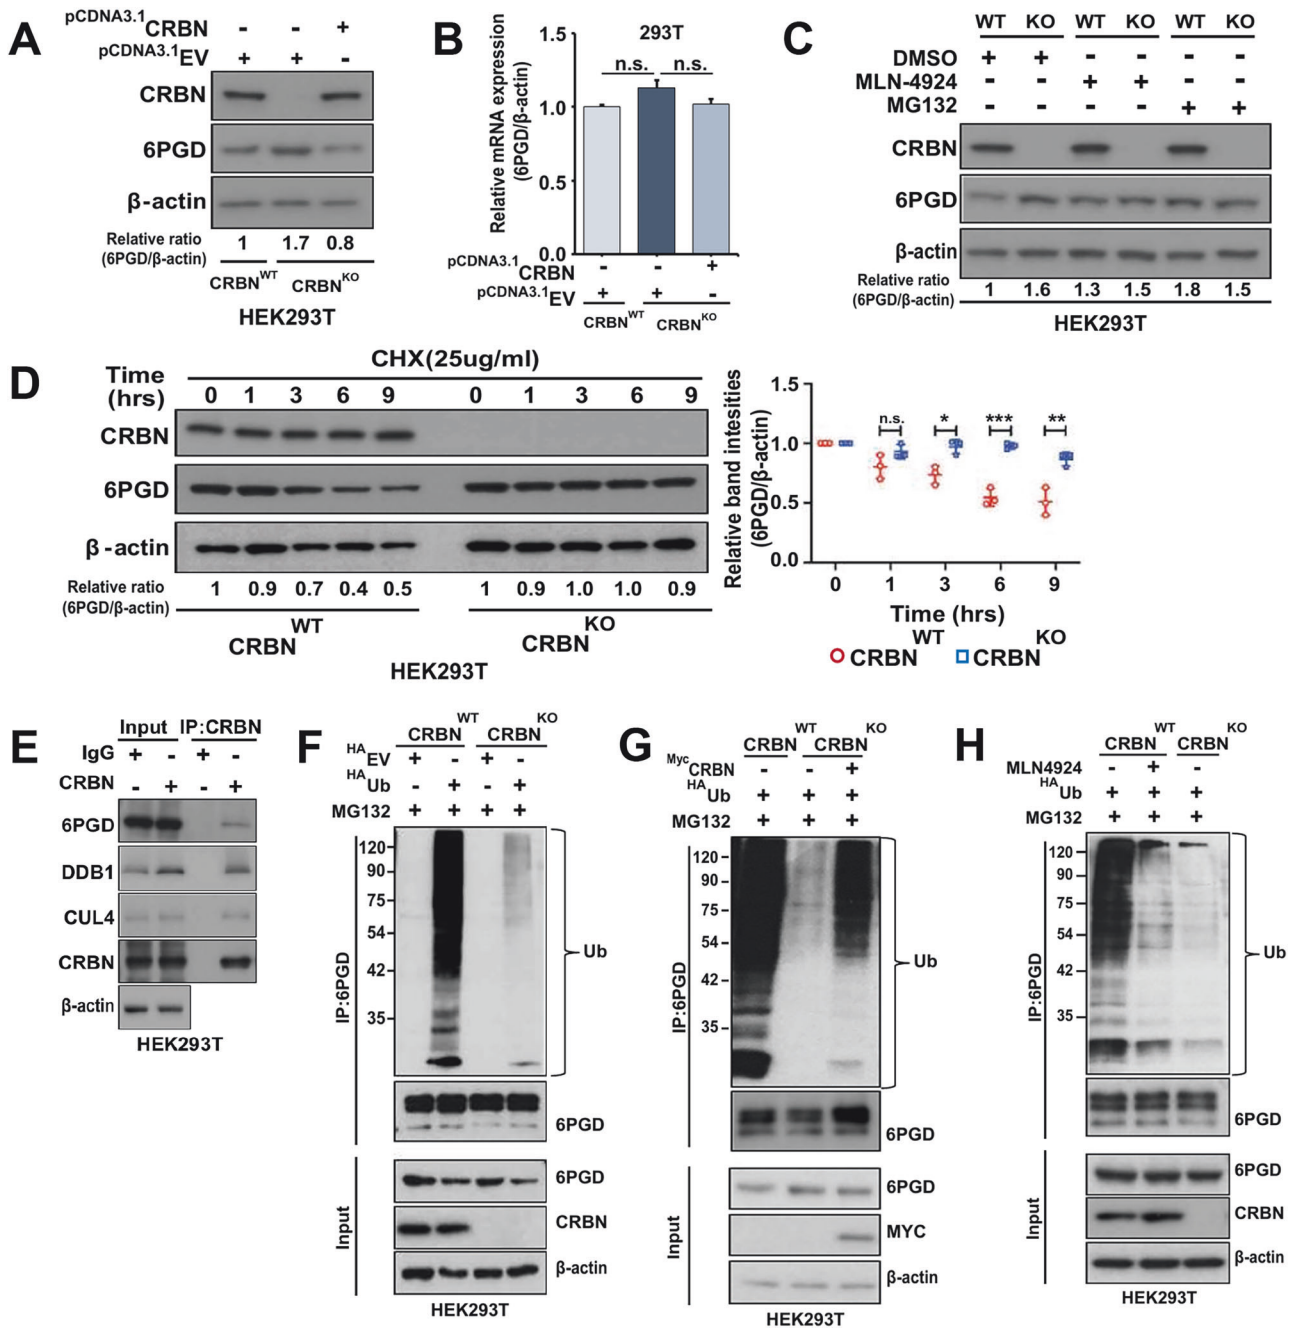 A
pCDNA3.1CRBN - - +
pCDNA3.1EV + + -
CRBN
6PGD
β-actin
Relative ratio
(6PGD/β-actin)
1 1.7 0.8
CRBNWT CRBNKO
HEK293T
B
293T
Relative mRNA expression
(6PGD/β-actin)
1.5
1.0
0.5
0.0
n.s. n.s.
pCDNA3.1CRBN - - +
pCDNA3.1EV + + -
CRBNWT CRBNKO
C
WT KO WT KO WT KO
DMSO + + - - - -
MLN-4924 - - + + - -
MG132 - - - - + +
CRBN
6PGD
β-actin
Relative ratio
(6PGD/β-actin)
1 1.6 1.3 1.5 1.8 1.5
HEK293T
D
CHX(25ug/ml)
Time
(hrs)
0 1 3 6 9 0 1 3 6 9
CRBN
6PGD
β-actin
Relative ratio
(6PGD/β-actin)
1 0.9 0.7 0.4 0.5 1 0.9 1.0 1.0 0.9
CRBNWT CRBNKO
HEK293T
Relative band intesities
(6PGD/β-actin)
1.5
1.0
0.5
0.0
n.s. * *** **
0 1 3 6 9
Time (hrs)
CRBNWT CRBNKO
E
Input IP:CRBN
IgG + - + -
CRBN - + - +
6PGD
DDB1
CUL4
CRBN
β-actin
HEK293T
F
CRBNWT CRBNKO
HAEV + - + -
HAUb - + - +
MG132 + + + +
120
90
75
54
42
35
IP:6PGD
Ub
6PGD
Input
6PGD
CRBN
β-actin
HEK293T
G
CRBNWT CRBNKO
MycCRBN - - +
HAUb + + +
MG132 + + +
120
90
75
54
42
35
IP:6PGD
Ub
6PGD
Input
6PGD
MYC
β-actin
HEK293T
H
CRBNWT CRBNKO
MLN4924 - + -
HAUb + + +
MG132 + + +
120
90
75
54
42
35
IP:6PGD
Ub
6PGD
Input
6PGD
CRBN
β-actin
HEK293T